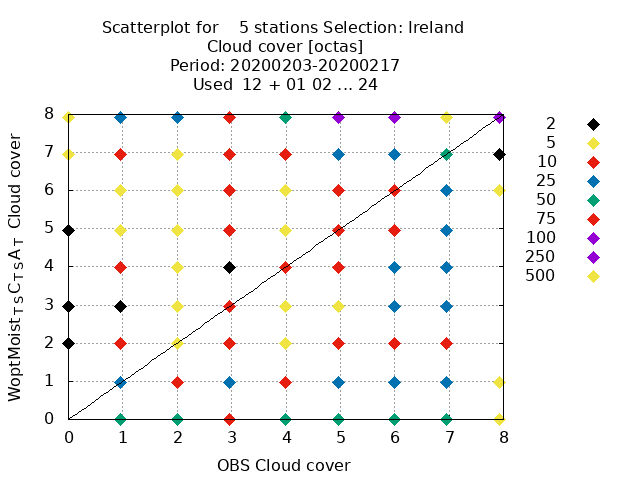 Scatterplot for    5 stations Selection: Ireland
Cloud cover [octas]
Period: 20200203-20200217
Used  12 + 01 02 ... 24
WoptMoist T S C T S A T  Cloud cover
8
7
6
5
4
3
2
1
0
0 1 2 3 4 5 6 7 8
OBS Cloud cover
2
5
10
25
50
75
100
250
500